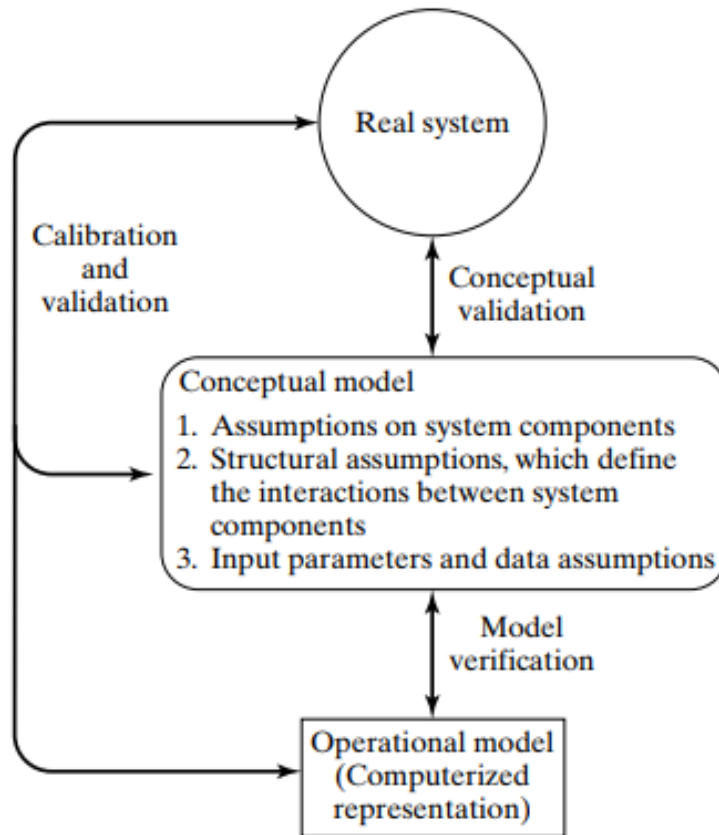 Real system
Calibration
and
validation
Conceptual
validation
Conceptual model
1. Assumptions on system components
2. Structural assumptions, which define
the interactions between system
components
3. Input parameters and data assumptions
Model
verification
Operational model
(Computerized
representation)